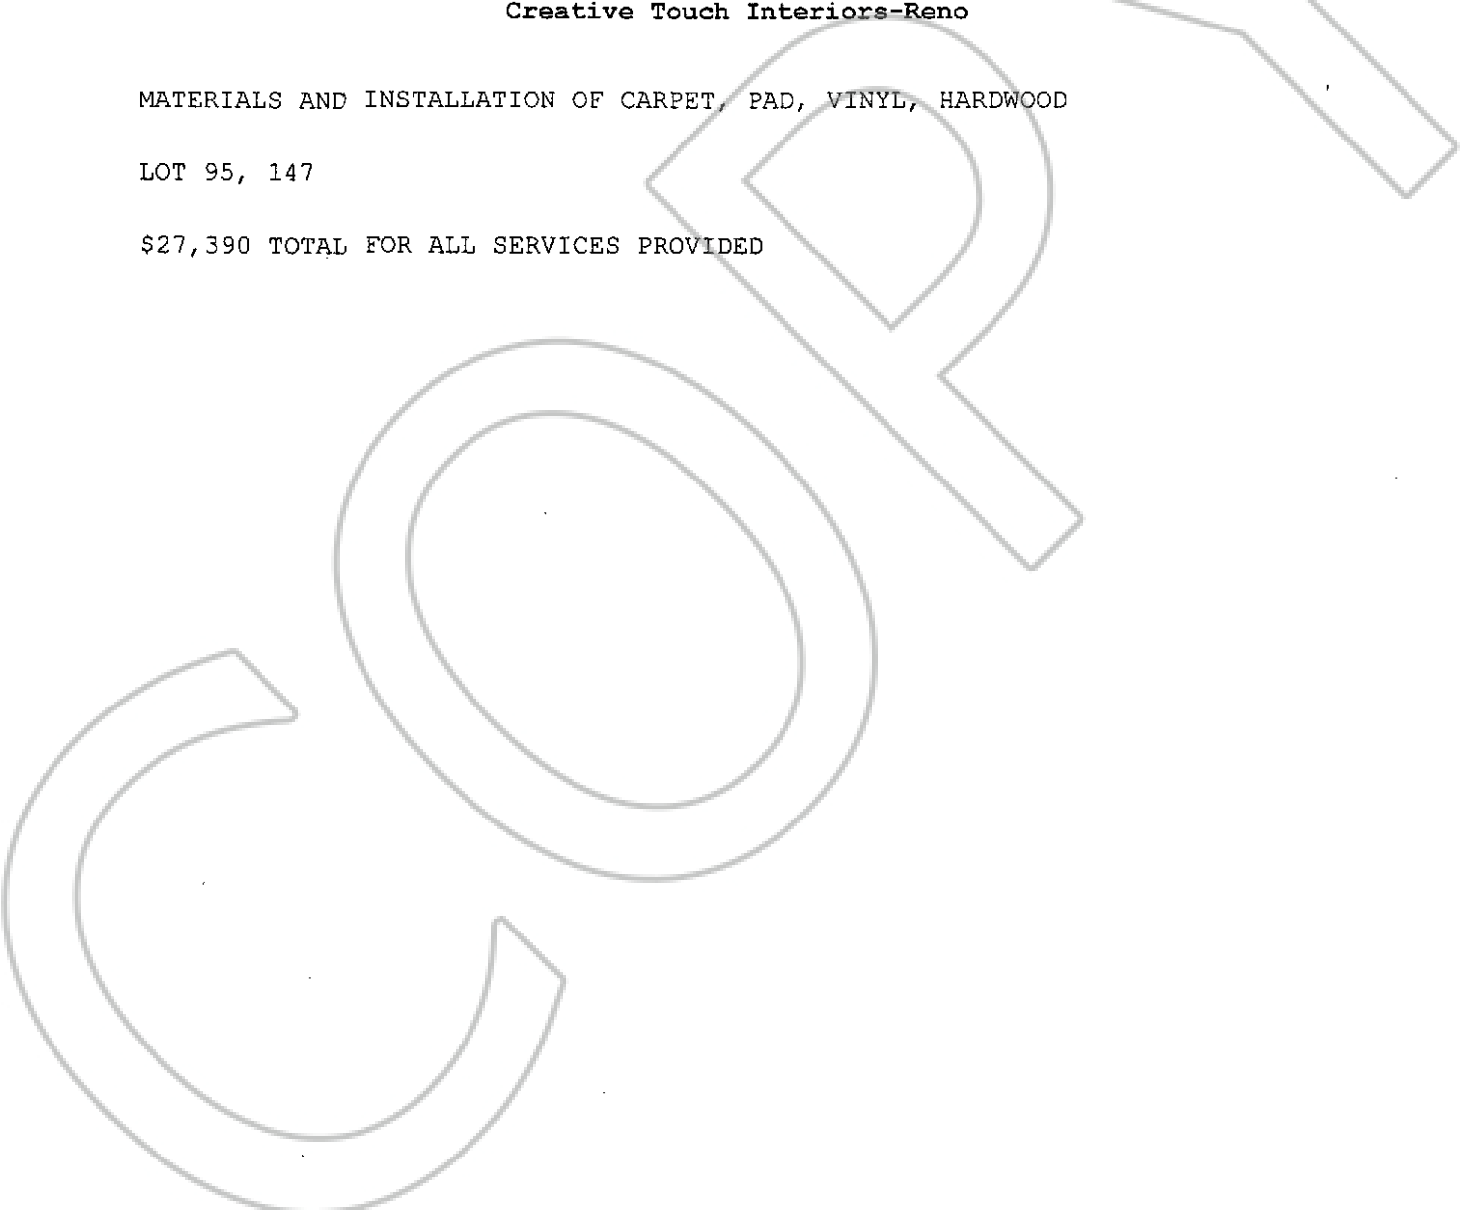 Creative Touch Interiors-Reno
MATERIALS AND INSTALLATION OF CARPET, PAD, VINYL, HARDWOOD
LOT 95, 147
$27,390 TOTAL FOR ALL SERVICES PROVIDED
COPY